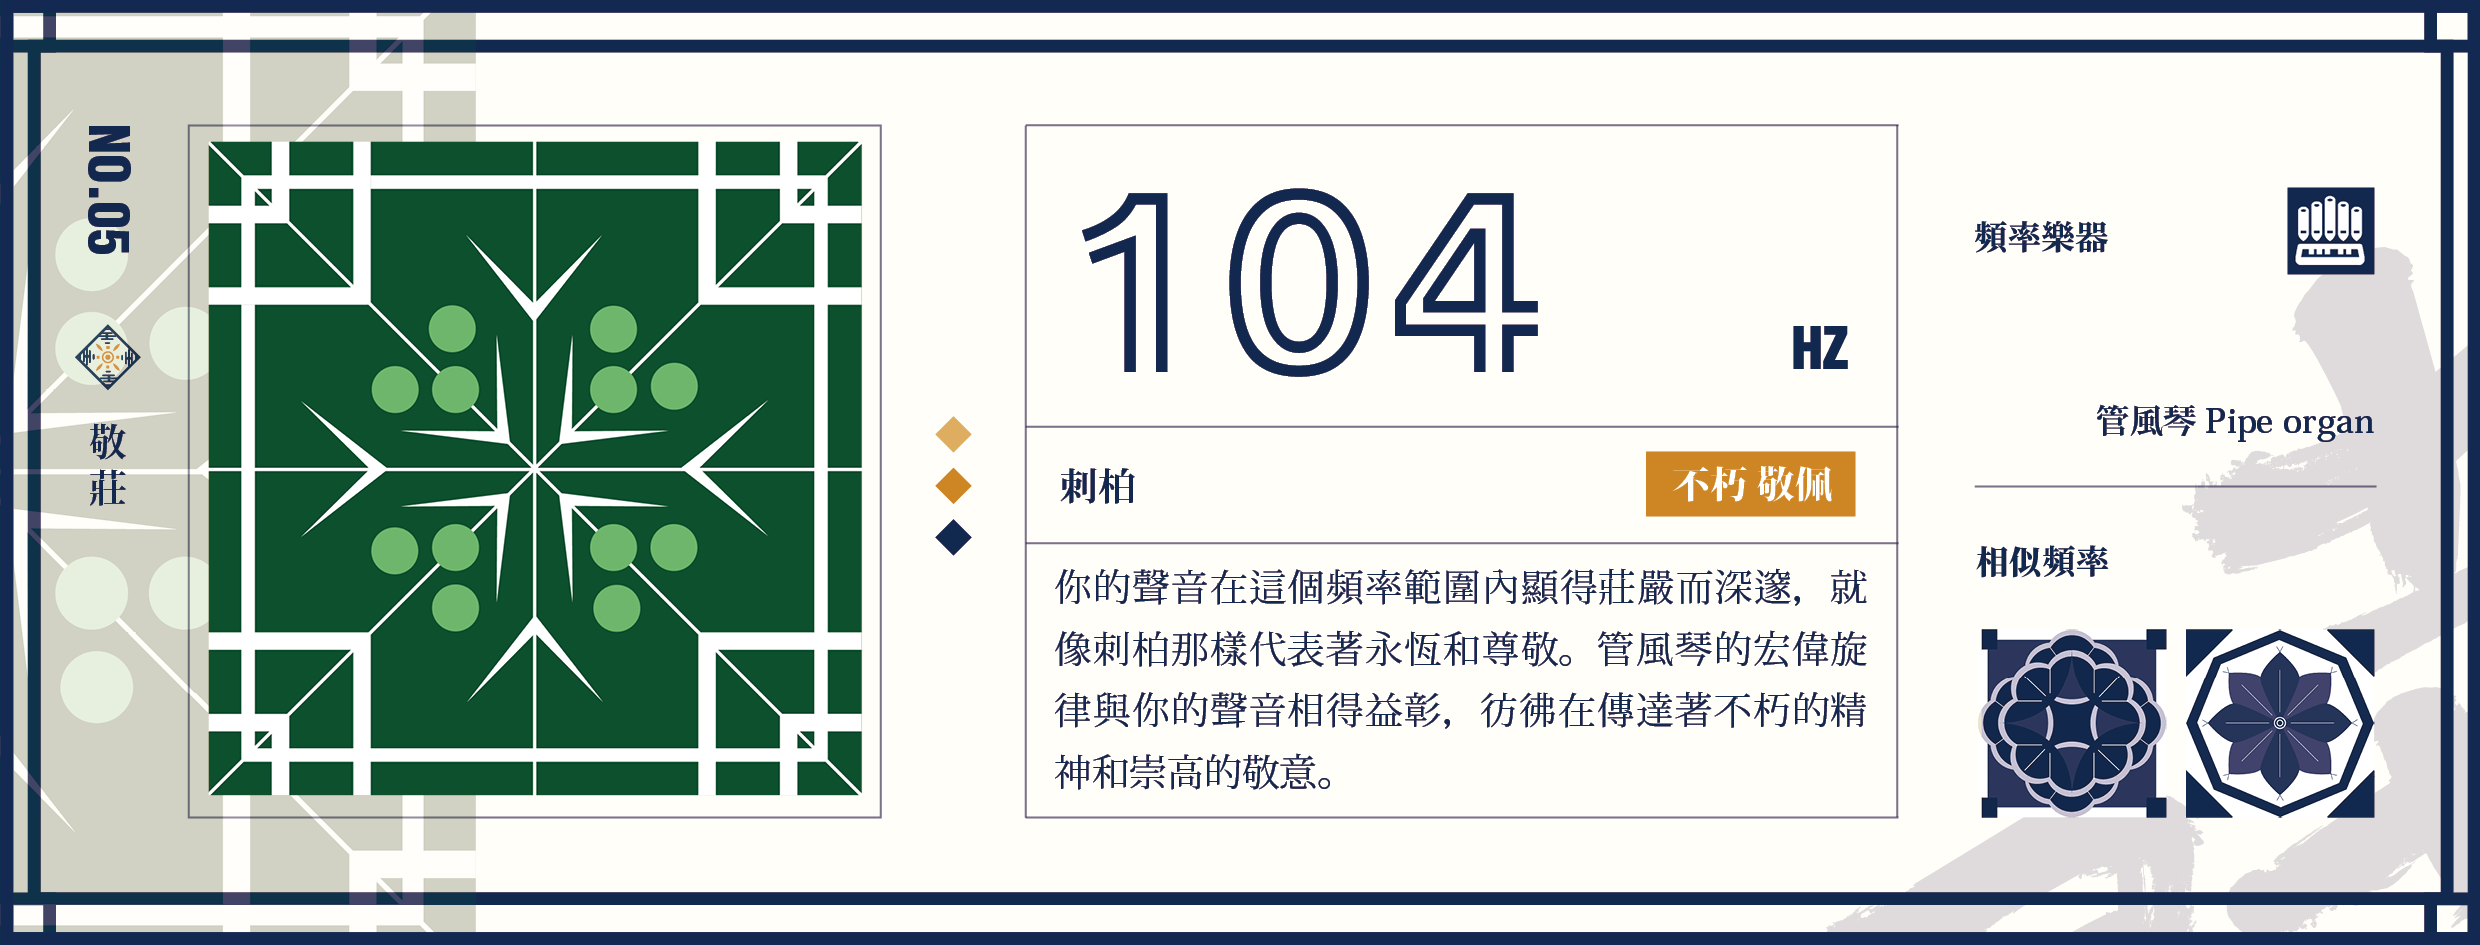 NO.05
敬莊
104
HZ
刺柏
不朽 敬佩
你的聲音在這個頻率範圍內顯得莊嚴而深邃，就
像刺柏那樣代表著永恆和尊敬。管風琴的宏偉旋
律與你的聲音相得益彰，彷彿在傳達著不朽的精
神和崇高的敬意。
頻率樂器
管風琴 Pipe organ
相似頻率